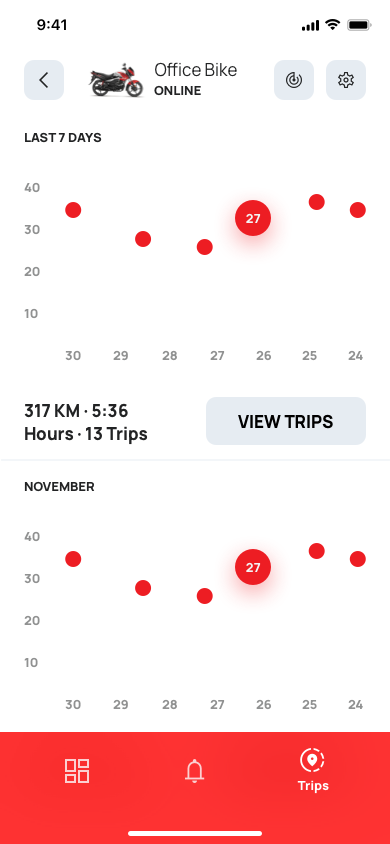 9:41
Office Bike
ONLINE
LAST 7 DAYS
40
30
20
10
27
30 29 28 27 26 25 24
317 KM · 5:36
Hours · 13 Trips
VIEW TRIPS
NOVEMBER
40
30
20
10
27
30 29 28 27 26 25 24
Trips